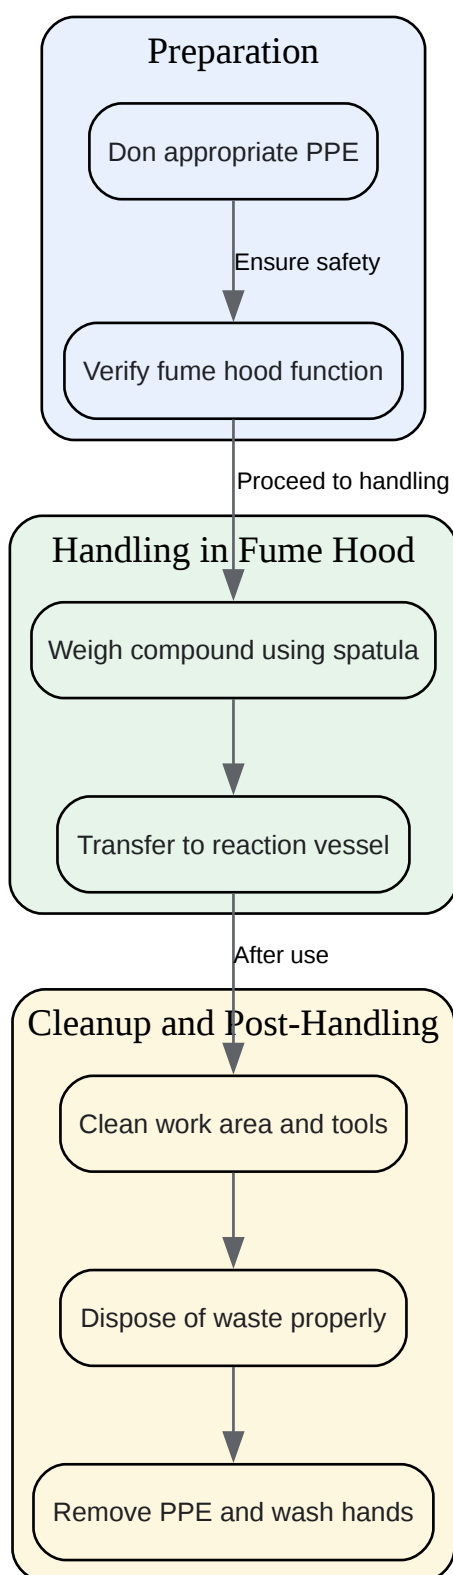 Preparation
Don appropriate PPE
Ensure safety
Verify fume hood function
Proceed to handling
Handling in Fume Hood
Weigh compound using spatula
Transfer to reaction vessel
After use
Cleanup and Post-Handling
Clean work area and tools
Dispose of waste properly
Remove PPE and wash hands